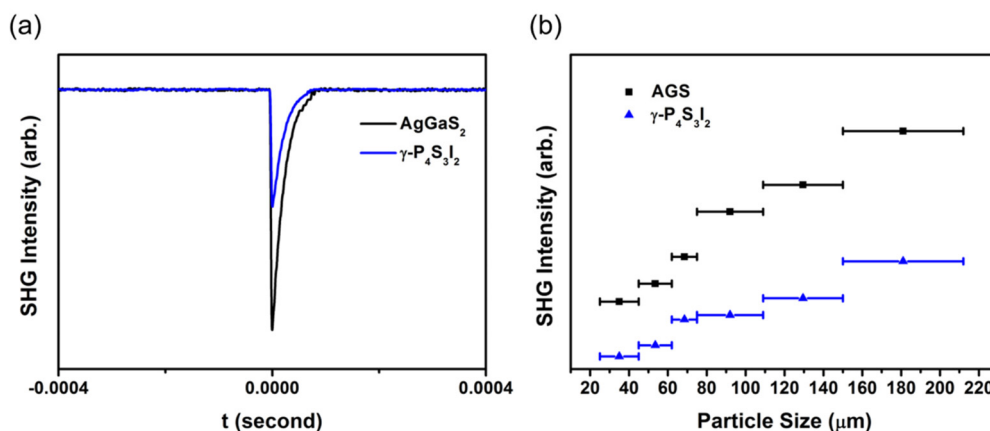 (a)
SHG Intensity (arb.)
AgGaS₂
γ-P₄S₃I₂
-0.0004
0.0000
0.0004
t (second)
(b)
SHG Intensity (arb.)
AGS
γ-P₄S₃I₂
20 40 60 80 100 120 140 160 180 200 220
Particle Size (μm)